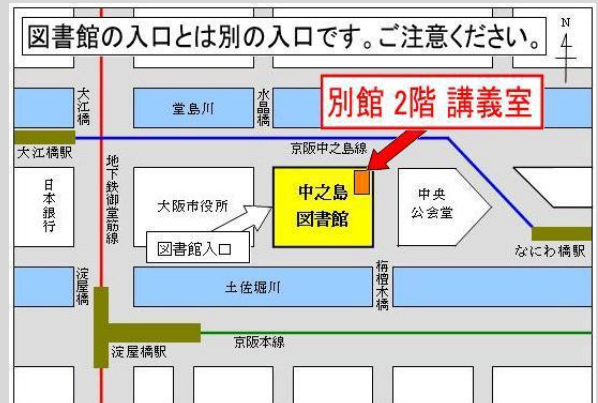 図書館の入口とは別の入口です。ご注意ください。
N
4
大江橋
堂島川
水晶橋
別館 2階 講義室
大江橋駅
京阪中之島線
地下鉄御堂筋線
日本銀行
大阪市役所
中之島
図書館
中央
公会堂
図書館入口
なにわ橋駅
淀屋橋
土佐堀川
栴檀木橋
淀屋橋駅
京阪本線